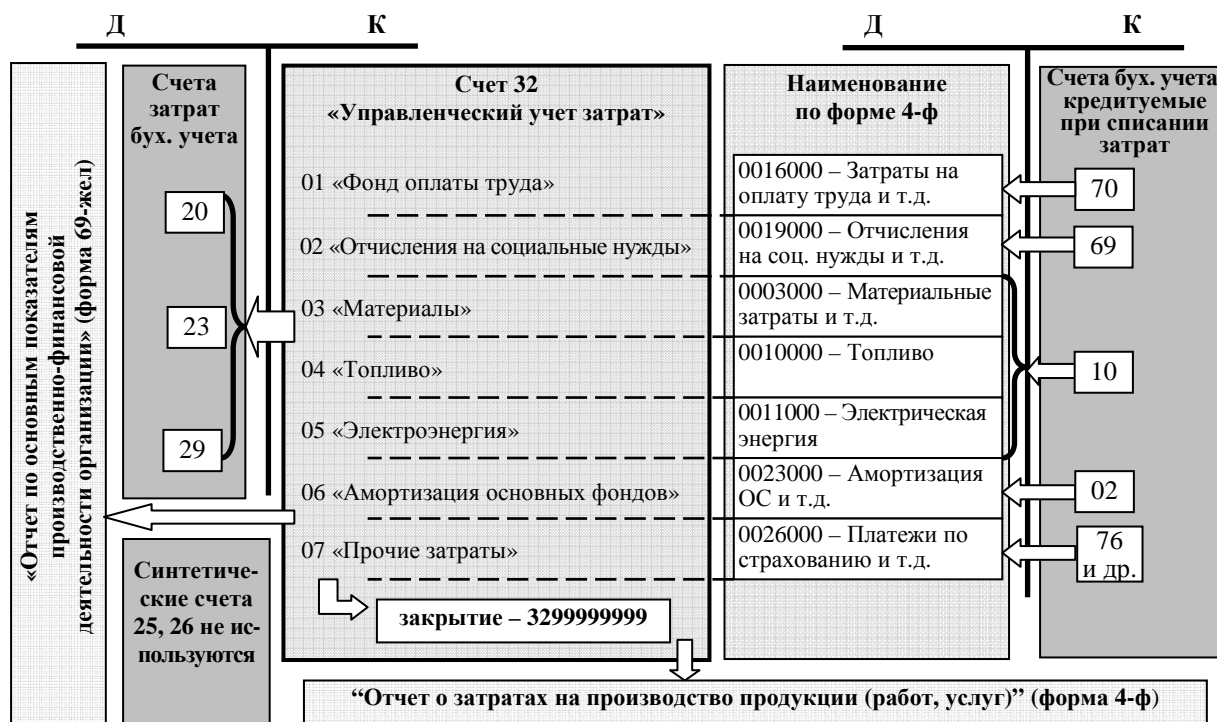 Д
К
Д
К
«Отчет по основным показателям
производственно-финансовой
деятельности организации» (форма 69-жел)
Счета
затрат
бух. учета
20
23
29
Синтетиче-
ские счета
25, 26 не ис-
пользуются
Счет 32
«Управленческий учет затрат»
01 «Фонд оплаты труда»
02 «Отчисления на социальные нужды»
03 «Материалы»
04 «Топливо»
05 «Электроэнергия»
06 «Амортизация основных фондов»
07 «Прочие затраты»
закрытие – 3299999999
Наименование
по форме 4-ф
0016000 – Затраты на
оплату труда и т.д.
0019000 – Отчисления
на соц. нужды и т.д.
0003000 – Материальные
затраты и т.д.
0010000 – Топливо
0011000 – Электрическая
энергия
0023000 – Амортизация
ОС и т.д.
0026000 – Платежи по
страхованию и т.д.
Счета бух. учета
кредитуемые
при списании
затрат
70
69
10
02
76
и др.
“Отчет о затратах на производство продукции (работ, услуг)” (форма 4-ф)